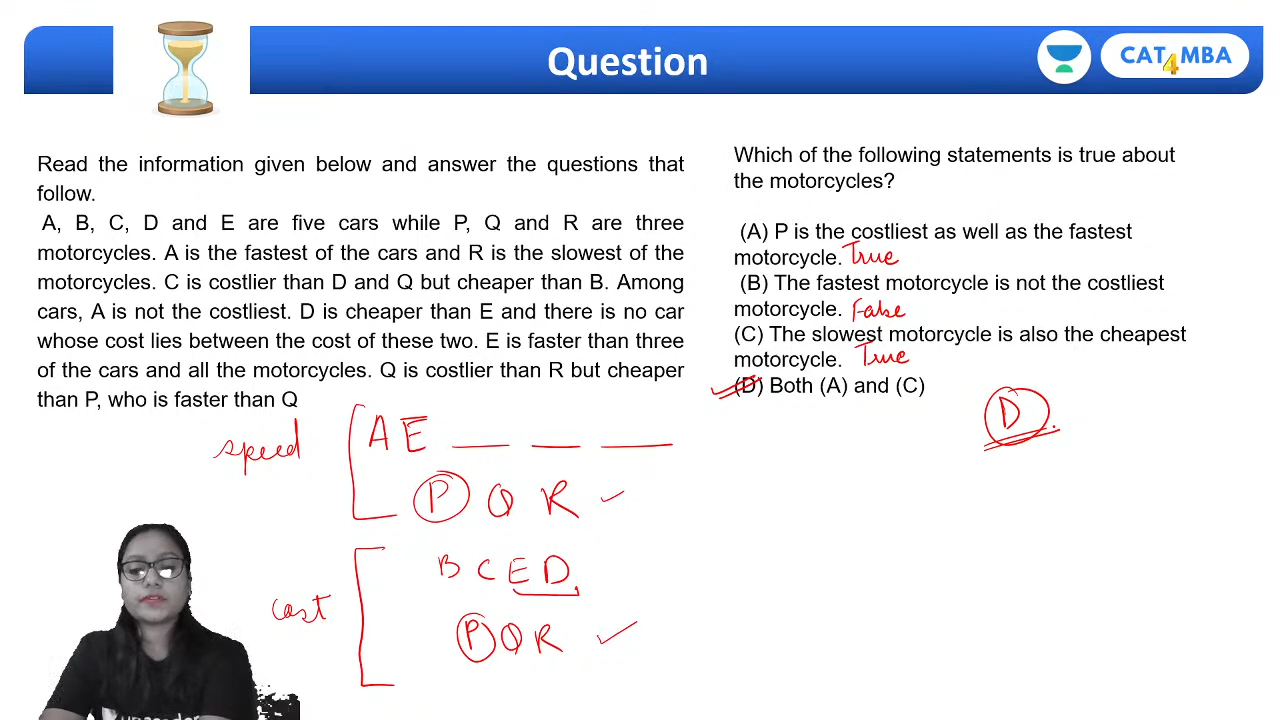 Question
CAT4MBA
Read the information given below and answer the questions that
follow.
A, B, C, D and E are five cars while P, Q and R are three
motorcycles. A is the fastest of the cars and R is the slowest of the
motorcycles. C is costlier than D and Q but cheaper than B. Among
cars, A is not the costliest. D is cheaper than E and there is no car
whose cost lies between the cost of these two. E is faster than three
of the cars and all the motorcycles. Q is costlier than R but cheaper
than P, who is faster than Q
Which of the following statements is true about
the motorcycles?
(A) P is the costliest as well as the fastest
motorcycle. True
(B) The fastest motorcycle is not the costliest
motorcycle. False
(C) The slowest motorcycle is also the cheapest
motorcycle. True
(D) Both (A) and (C)
D.
speed
A E
P Q R
cost
B C E D
P Q R